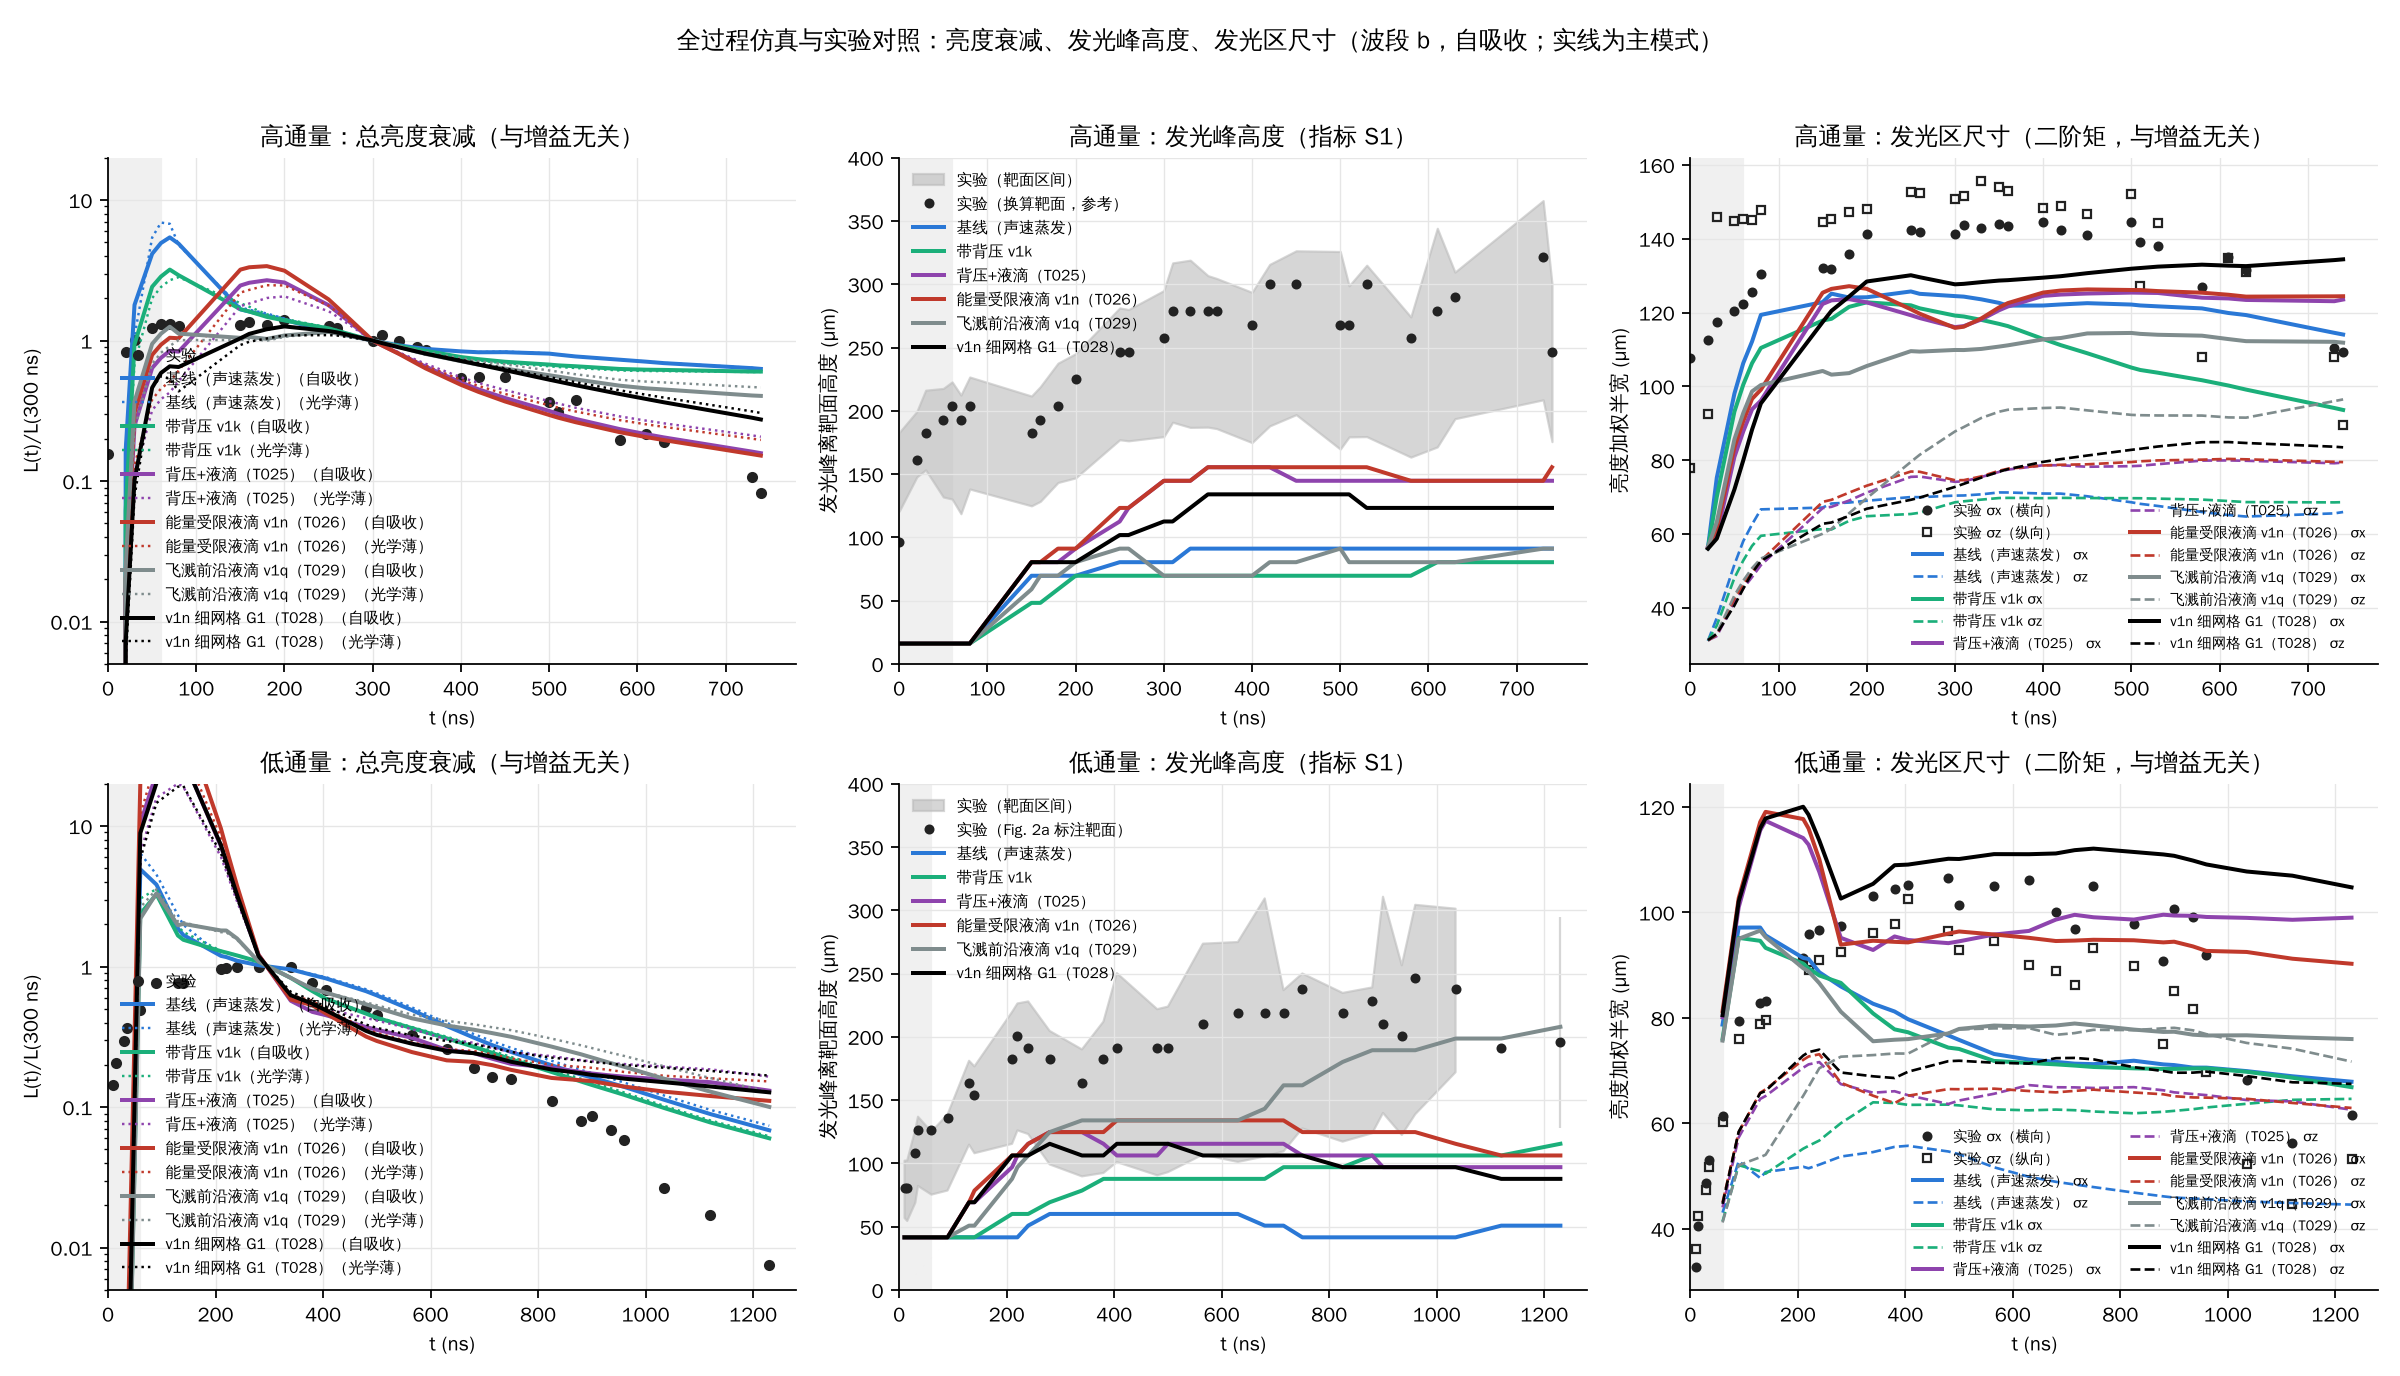 全过程仿真与实验对照：亮度衰减、发光峰高度、发光区尺寸（波段 b，自吸收；实线为主模式）
高通量：总亮度衰减（与增益无关）
L(t)/L(300 ns)
10
1
0.1
0.01
实验
基线（声速蒸发）（自吸收）
基线（声速蒸发）（光学薄）
带背压 v1k（自吸收）
带背压 v1k（光学薄）
背压+液滴（T025）（自吸收）
背压+液滴（T025）（光学薄）
能量受限液滴 v1n（T026）（自吸收）
能量受限液滴 v1n（T026）（光学薄）
飞溅前沿液滴 v1q（T029）（自吸收）
飞溅前沿液滴 v1q（T029）（光学薄）
v1n 细网格 G1（T028）（自吸收）
v1n 细网格 G1（T028）（光学薄）
0 100 200 300 400 500 600 700
t (ns)
高通量：发光峰高度（指标 S1）
发光峰离靶面高度 (μm)
400
350
300
250
200
150
100
50
0
实验（靶面区间）
实验（换算靶面，参考）
基线（声速蒸发）
带背压 v1k
背压+液滴（T025）
能量受限液滴 v1n（T026）
飞溅前沿液滴 v1q（T029）
v1n 细网格 G1（T028）
0 100 200 300 400 500 600 700
t (ns)
高通量：发光区尺寸（二阶矩，与增益无关）
亮度加权半宽 (μm)
160
140
120
100
80
60
40
实验 σx（横向）
实验 σz（纵向）
基线（声速蒸发） σx
基线（声速蒸发） σz
带背压 v1k σx
带背压 v1k σz
背压+液滴（T025） σx
背压+液滴（T025） σz
能量受限液滴 v1n（T026） σx
能量受限液滴 v1n（T026） σz
飞溅前沿液滴 v1q（T029） σx
飞溅前沿液滴 v1q（T029） σz
v1n 细网格 G1（T028） σx
v1n 细网格 G1（T028） σz
0 100 200 300 400 500 600 700
t (ns)
低通量：总亮度衰减（与增益无关）
L(t)/L(300 ns)
10
1
0.1
0.01
实验
基线（声速蒸发）（自吸收）
基线（声速蒸发）（光学薄）
带背压 v1k（自吸收）
带背压 v1k（光学薄）
背压+液滴（T025）（自吸收）
背压+液滴（T025）（光学薄）
能量受限液滴 v1n（T026）（自吸收）
能量受限液滴 v1n（T026）（光学薄）
飞溅前沿液滴 v1q（T029）（自吸收）
飞溅前沿液滴 v1q（T029）（光学薄）
v1n 细网格 G1（T028）（自吸收）
v1n 细网格 G1（T028）（光学薄）
0 200 400 600 800 1000 1200
t (ns)
低通量：发光峰高度（指标 S1）
发光峰离靶面高度 (μm)
400
350
300
250
200
150
100
50
0
实验（靶面区间）
实验（Fig. 2a 标注靶面）
基线（声速蒸发）
带背压 v1k
背压+液滴（T025）
能量受限液滴 v1n（T026）
飞溅前沿液滴 v1q（T029）
v1n 细网格 G1（T028）
0 200 400 600 800 1000 1200
t (ns)
低通量：发光区尺寸（二阶矩，与增益无关）
亮度加权半宽 (μm)
120
100
80
60
40
实验 σx（横向）
实验 σz（纵向）
基线（声速蒸发） σx
基线（声速蒸发） σz
带背压 v1k σx
带背压 v1k σz
背压+液滴（T025） σx
背压+液滴（T025） σz
能量受限液滴 v1n（T026） σx
能量受限液滴 v1n（T026） σz
飞溅前沿液滴 v1q（T029） σx
飞溅前沿液滴 v1q（T029） σz
v1n 细网格 G1（T028） σx
v1n 细网格 G1（T028） σz
0 200 400 600 800 1000 1200
t (ns)